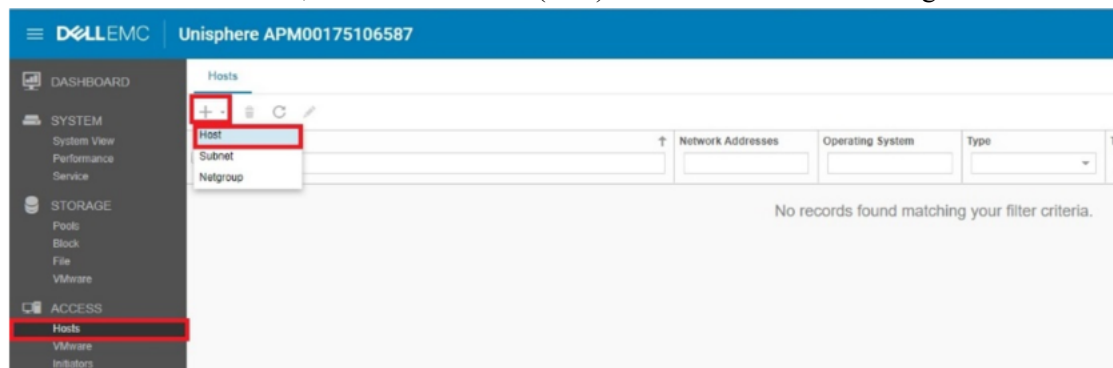 DELLEMC Unisphere APM00175106587
DASHBOARD
SYSTEM
System View
Performance
Service
STORAGE
Pools
Block
File
VMware
ACCESS
Hosts
VMware
Initiators
Hosts
Host
Subnet
Netgroup
Network Addresses Operating System Type
No records found matching your filter criteria.